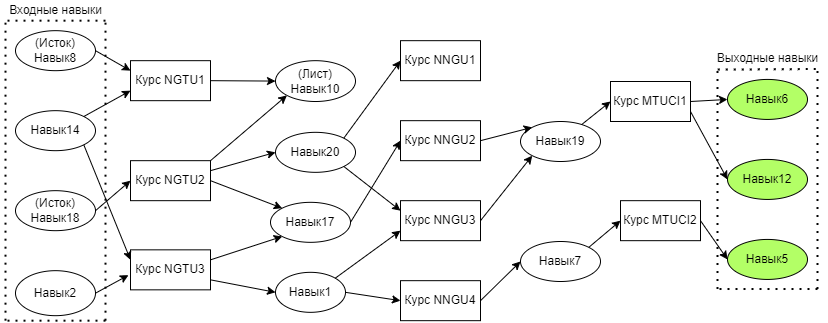 Входные навыки
(Исток)
Навык8
Навык14
(Исток)
Навык18
Навык2
Курс NGTU1
Курс NGTU2
Курс NGTU3
(Лист)
Навык10
Навык20
Навык17
Навык1
Курс NNGU1
Курс NNGU2
Курс NNGU3
Курс NNGU4
Навык19
Навык7
Курс MTUCI1
Курс MTUCI2
Выходные навыки
Навык6
Навык12
Навык5